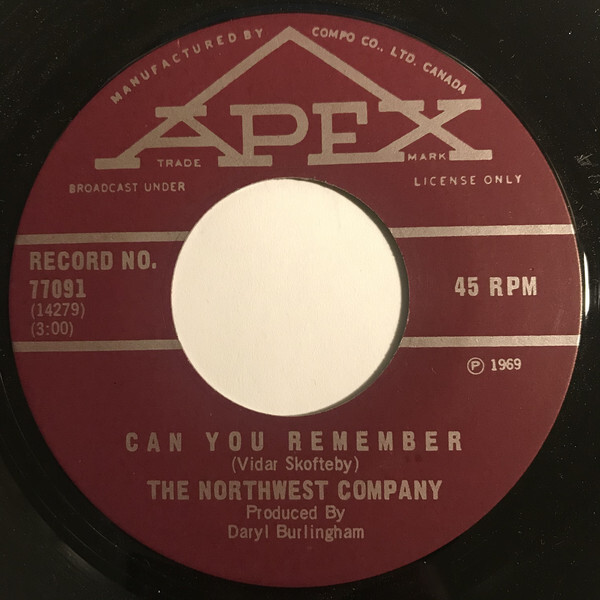 MANUFACTURED BY COMPO CO., LTD. CANADA
APEX
TRADE MARK
BROADCAST UNDER LICENSE ONLY
RECORD NO.
77091
(14279)
(3:00)
45 RPM
℗ 1969
CAN YOU REMEMBER
(Vidar Skofteby)
THE NORTHWEST COMPANY
Produced By
Daryl Burlingham